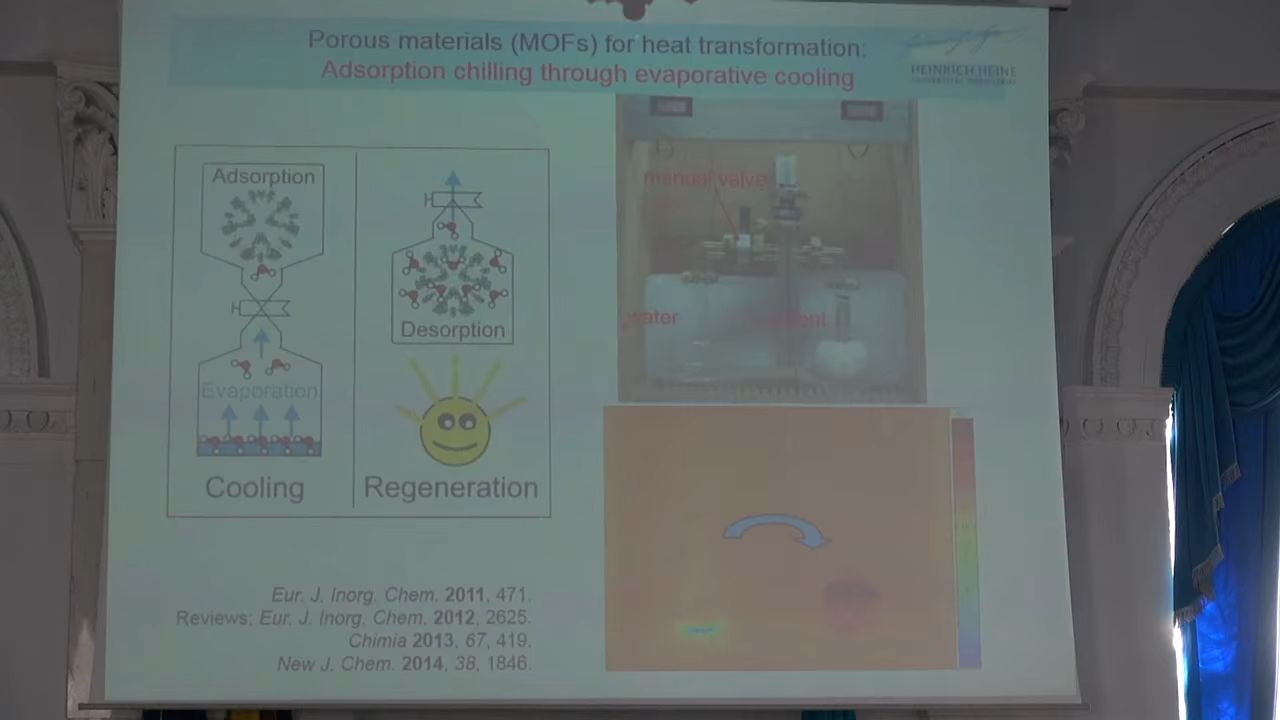 Porous materials (MOFs) for heat transformation:
Adsorption chilling through evaporative cooling
HEINRICH HEINE
Adsorption
Evaporation
Cooling
Desorption
Regeneration
manual valve
water
Eur. J. Inorg. Chem. 2011, 471.
Reviews: Eur. J. Inorg. Chem. 2012, 2625.
Chimia 2013, 67, 419.
New J. Chem. 2014, 38, 1846.